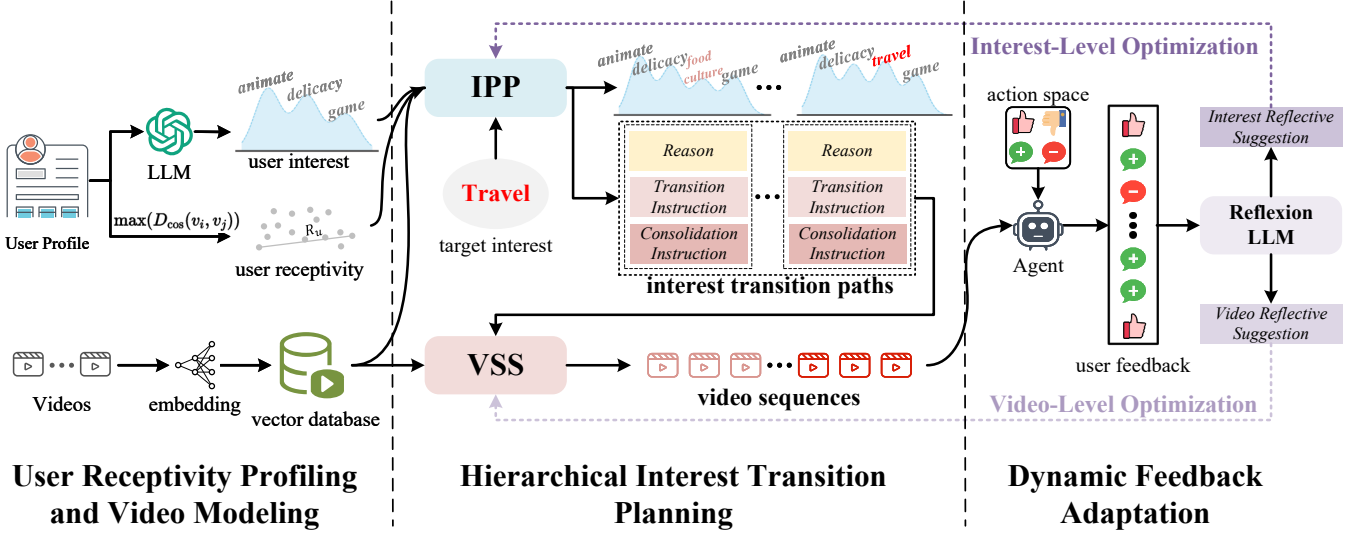 animate
delicacy
game
user interest
LLM
User Profile
max(D_cos(v_i, v_j))
R_u
user receptivity
Videos
embedding
vector database
User Receptivity Profiling
and Video Modeling
IPP
Travel
target interest
animate
delicacy
food
culture
game
animate
delicacy
travel
game
Reason
Transition
Instruction
Consolidation
Instruction
Reason
Transition
Instruction
Consolidation
Instruction
interest transition paths
VSS
video sequences
Hierarchical Interest Transition
Planning
Interest-Level Optimization
action space
Agent
user feedback
Interest Reflective
Suggestion
Reflexion
LLM
Video Reflective
Suggestion
Video-Level Optimization
Dynamic Feedback
Adaptation